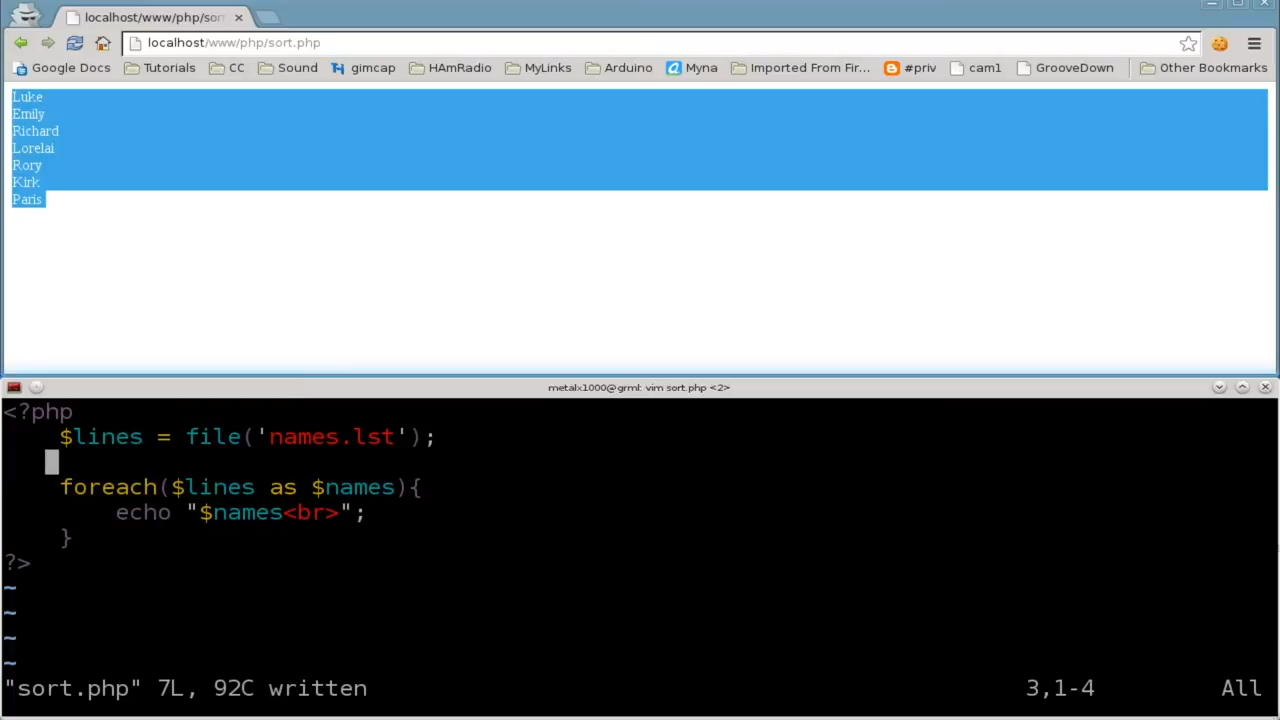 localhost/www/php/sor
localhost/www/php/sort.php
Google Docs Tutorials CC Sound gimcap HAmRadio MyLinks Arduino Myna Imported From Fir... #priv cam1 GrooveDown Other Bookmarks
Luke
Emily
Richard
Lorelai
Rory
Kirk
Paris
metalx1000@grml: vim sort.php <2>
<?php
$lines = file('names.lst');
foreach($lines as $names){
echo "$names<br>";
}
?>
~
~
~
~
"sort.php" 7L, 92C written 3,1-4 All